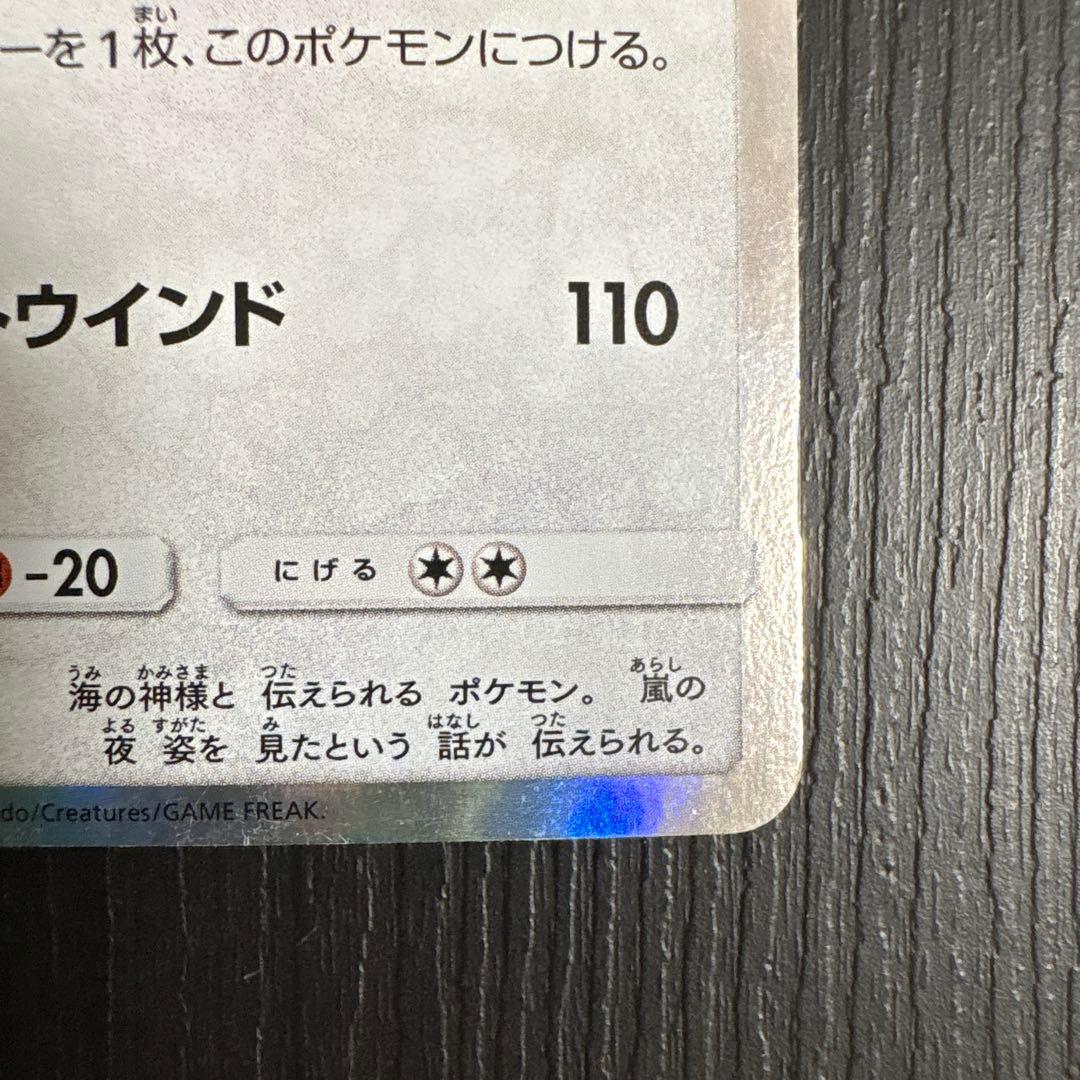 ーを1枚、このポケモンにつける。
トウインド 110
-20 にげる
海の神様と 伝えられる ポケモン。 嵐の
夜 姿を 見たという 話が 伝えられる。
do/Creatures/GAME FREAK.